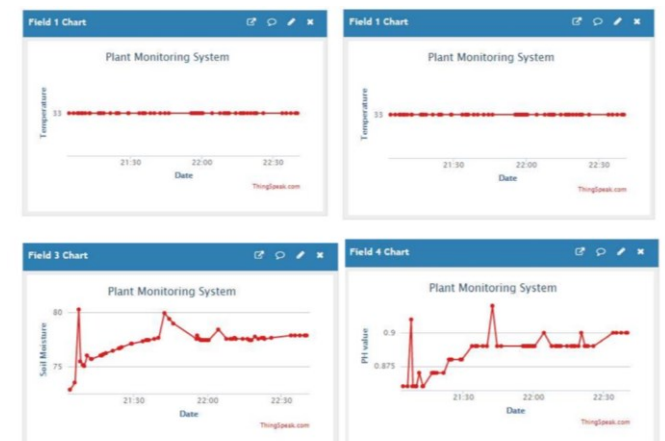 Field 1 Chart
Plant Monitoring System
Temperature
33
21:30 22:00 22:30
Date
ThingSpeak.com
Field 1 Chart
Plant Monitoring System
Temperature
33
21:30 22:00 22:30
Date
ThingSpeak.com
Field 3 Chart
Plant Monitoring System
Soil Moisture
80
75
21:30 22:00 22:30
Date
ThingSpeak.com
Field 4 Chart
Plant Monitoring System
PH value
0.9
0.875
21:30 22:00 22:30
Date
ThingSpeak.com